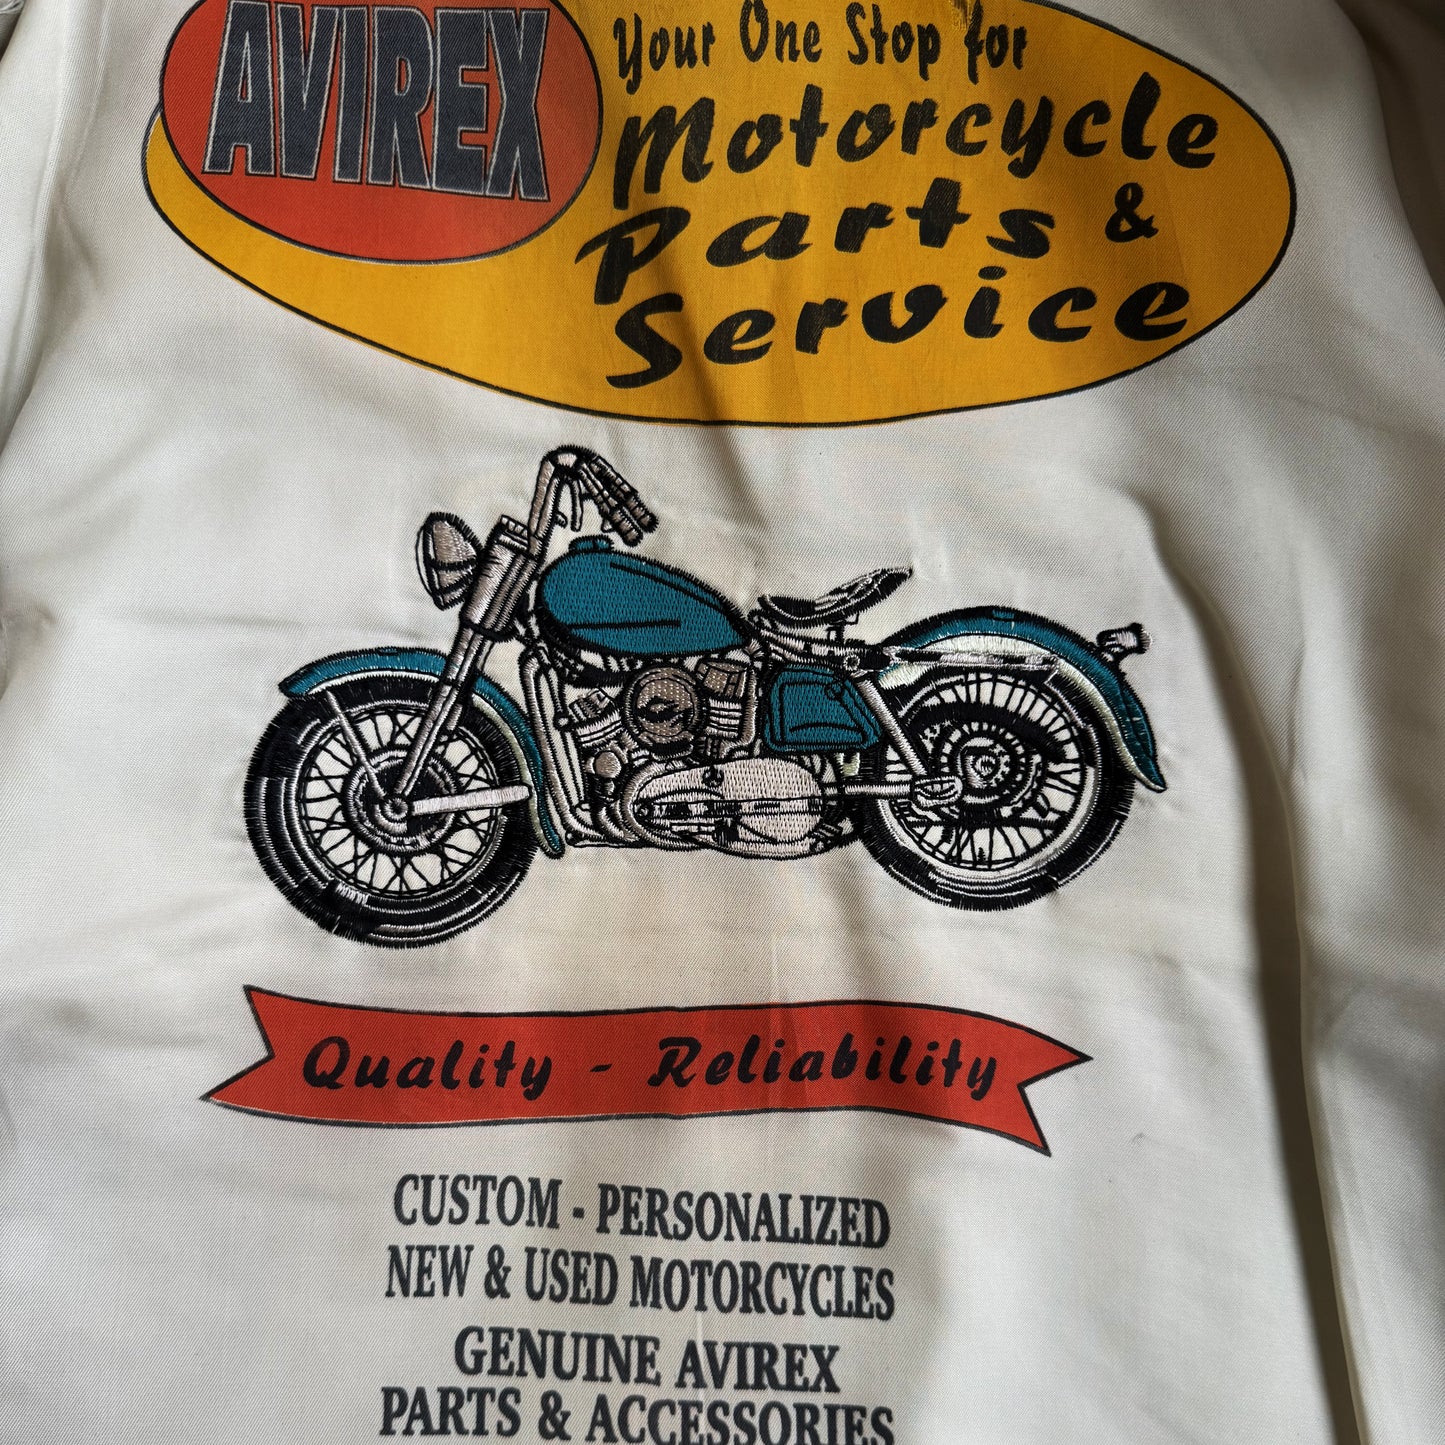 AVIREX
Your One Stop for
Motorcycle
Parts &
Service
Quality - Reliability
CUSTOM - PERSONALIZED
NEW & USED MOTORCYCLES
GENUINE AVIREX
PARTS & ACCESSORIES